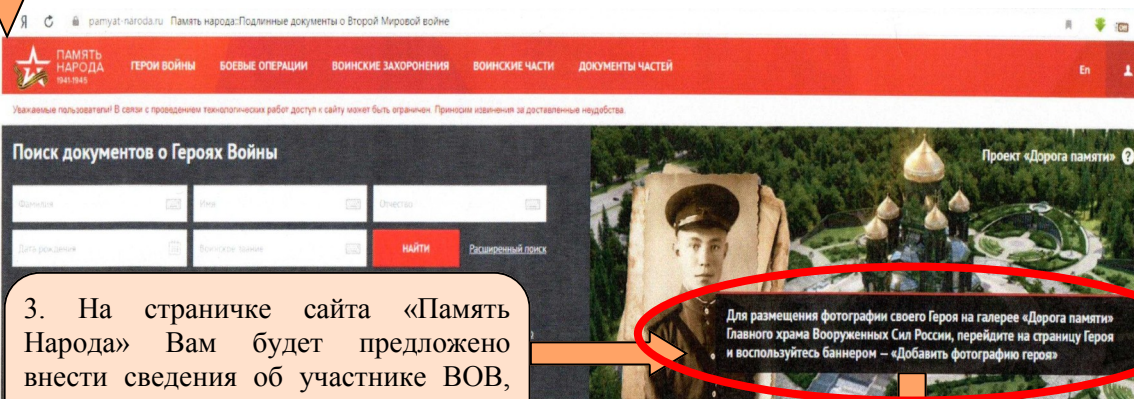 Я pamyat-naroda.ru Память народа::Подлинные документы о Второй Мировой войне
ПАМЯТЬ
НАРОДА
1941-1945
ГЕРОИ ВОЙНЫ БОЕВЫЕ ОПЕРАЦИИ ВОИНСКИЕ ЗАХОРОНЕНИЯ ВОИНСКИЕ ЧАСТИ ДОКУМЕНТЫ ЧАСТЕЙ En
Уважаемые пользователи! В связи с проведением технологических работ доступ к сайту может быть ограничен. Приносим извинения за доставленные неудобства.
Поиск документов о Героях Войны
Проект «Дорога памяти» ?
Фамилия Имя Отчество
Дата рождения Воинское звание НАЙТИ Расширенный поиск
3. На страничке сайта «Память
Народа» Вам будет предложено
внести сведения об участнике ВОВ,
Для размещения фотографии своего Героя на галерее «Дорога памяти»
Главного храма Вооруженных Сил России, перейдите на страницу Героя
и воспользуйтесь баннером – «Добавить фотографию героя»